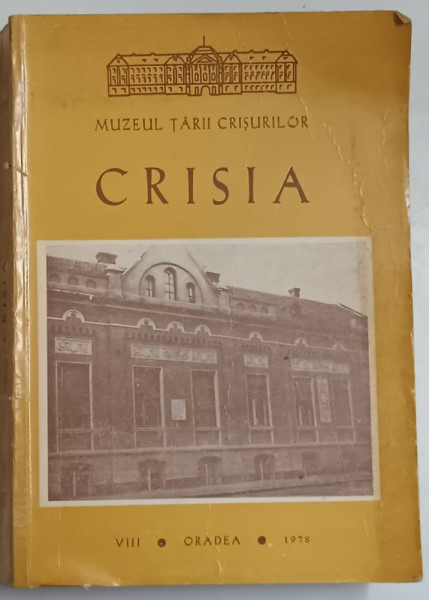 MUZEUL ȚĂRII CRIȘURILOR
CRISIA
VIII • ORADEA • 1978